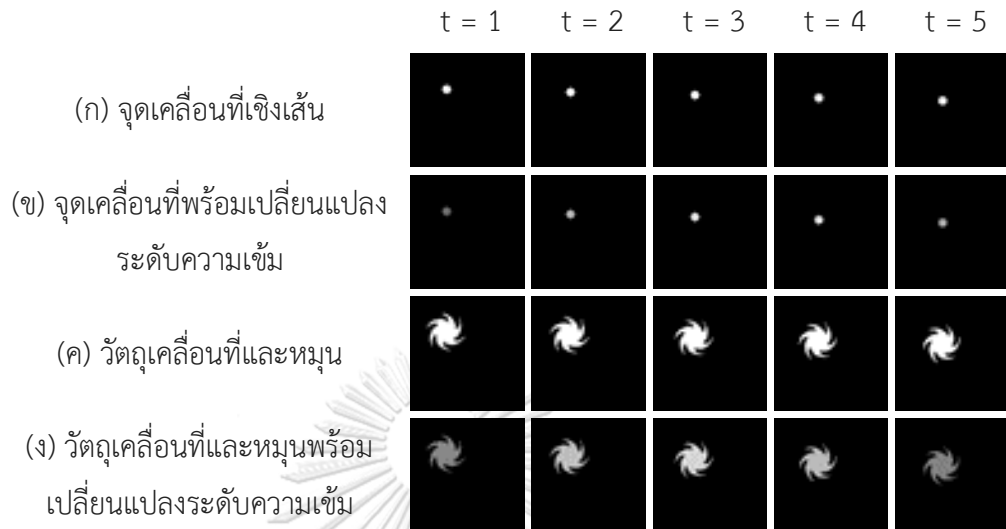 t = 1 t = 2 t = 3 t = 4 t = 5
(ก) จุดเคลื่อนที่เชิงเส้น
(ข) จุดเคลื่อนที่พร้อมเปลี่ยนแปลง
ระดับความเข้ม
(ค) วัตถุเคลื่อนที่และหมุน
(ง) วัตถุเคลื่อนที่และหมุนพร้อม
เปลี่ยนแปลงระดับความเข้ม